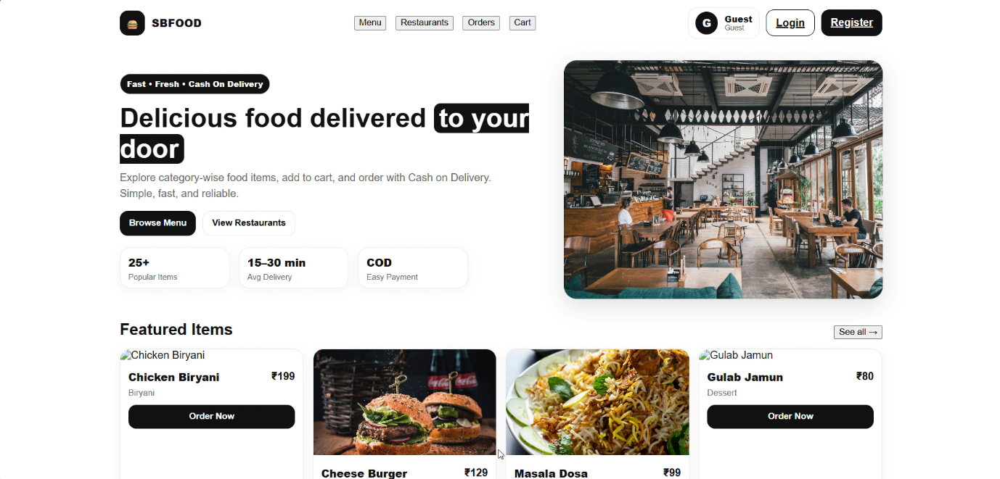 SBFOOD
Menu
Restaurants
Orders
Cart
G
Guest
Guest
Login
Register
Fast • Fresh • Cash On Delivery
Delicious food delivered to your
door
Explore category-wise food items, add to cart, and order with Cash on Delivery.
Simple, fast, and reliable.
Browse Menu
View Restaurants
25+
Popular Items
15–30 min
Avg Delivery
COD
Easy Payment
Featured Items
See all →
Chicken Biryani
Chicken Biryani ₹199
Biryani
Order Now
Cheese Burger ₹129
Masala Dosa ₹99
Gulab Jamun
Gulab Jamun ₹80
Dessert
Order Now